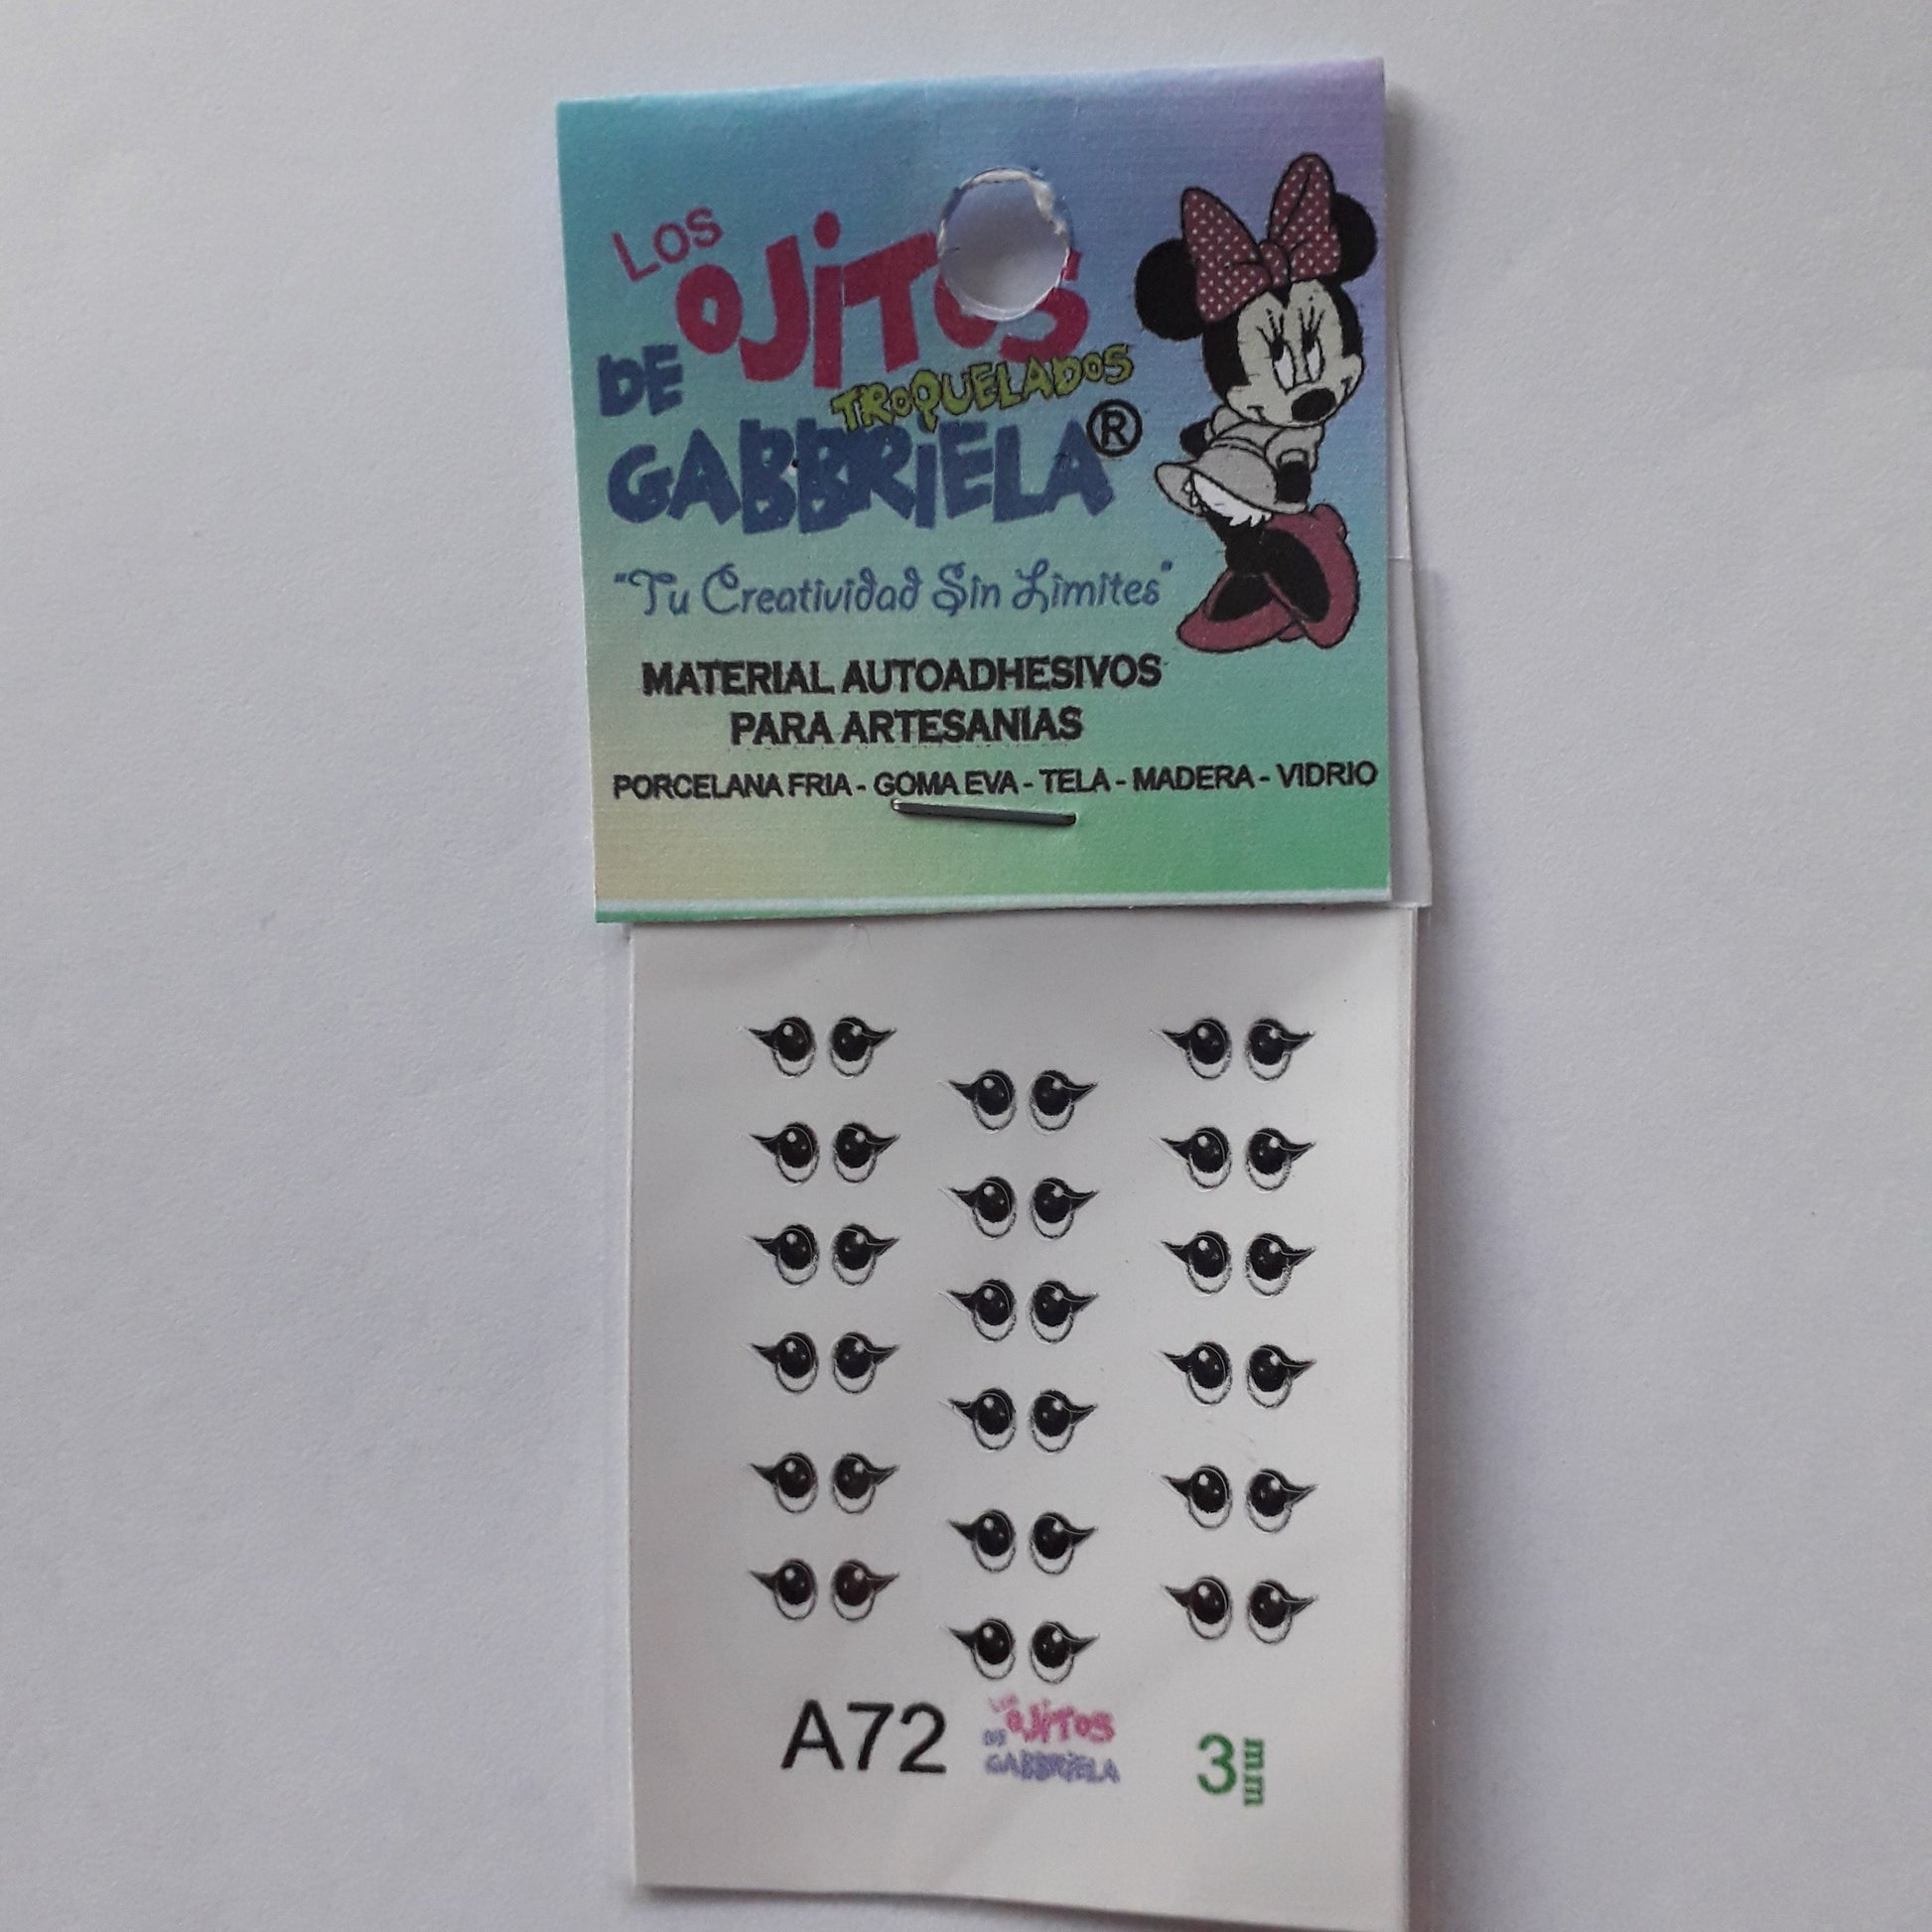 LOS
OJITOS
DE
TROQUELADOS
GABBRIELA®
"Tu Creatividad Sin Limites"
MATERIAL AUTOADHESIVOS
PARA ARTESANIAS
PORCELANA FRIA - GOMA EVA - TELA - MADERA - VIDRIO
A72
LOS
OJITOS
DE
GABBRIELA
3mm